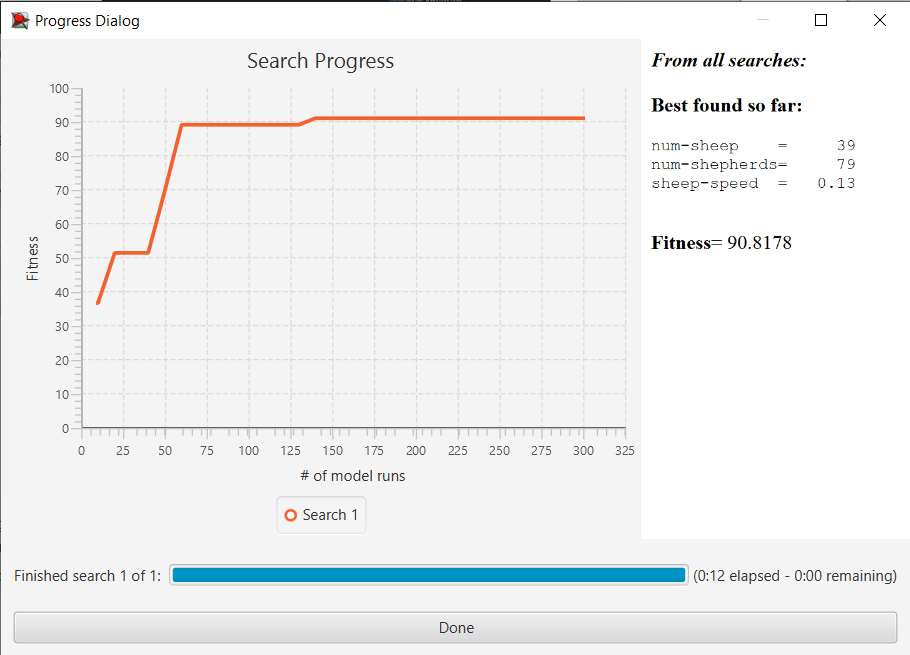 Progress Dialog
Search Progress
100
90
80
70
60
50
40
30
20
10
0
Fitness
0 25 50 75 100 125 150 175 200 225 250 275 300 325
# of model runs
Search 1
From all searches:
Best found so far:
num-sheep = 39
num-shepherds= 79
sheep-speed = 0.13
Fitness= 90.8178
Finished search 1 of 1: (0:12 elapsed - 0:00 remaining)
Done